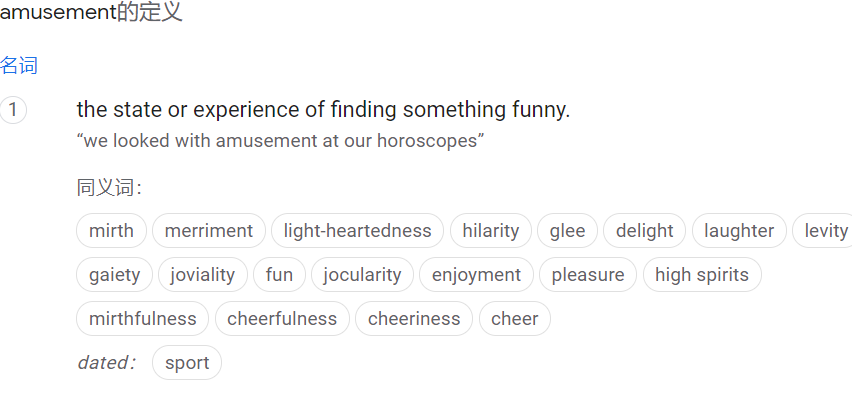 amusement的定义
名词
1 the state or experience of finding something funny.
“we looked with amusement at our horoscopes”
同义词：
mirth merriment light-heartedness hilarity glee delight laughter levity
gaiety joviality fun jocularity enjoyment pleasure high spirits
mirthfulness cheerfulness cheeriness cheer
dated： sport